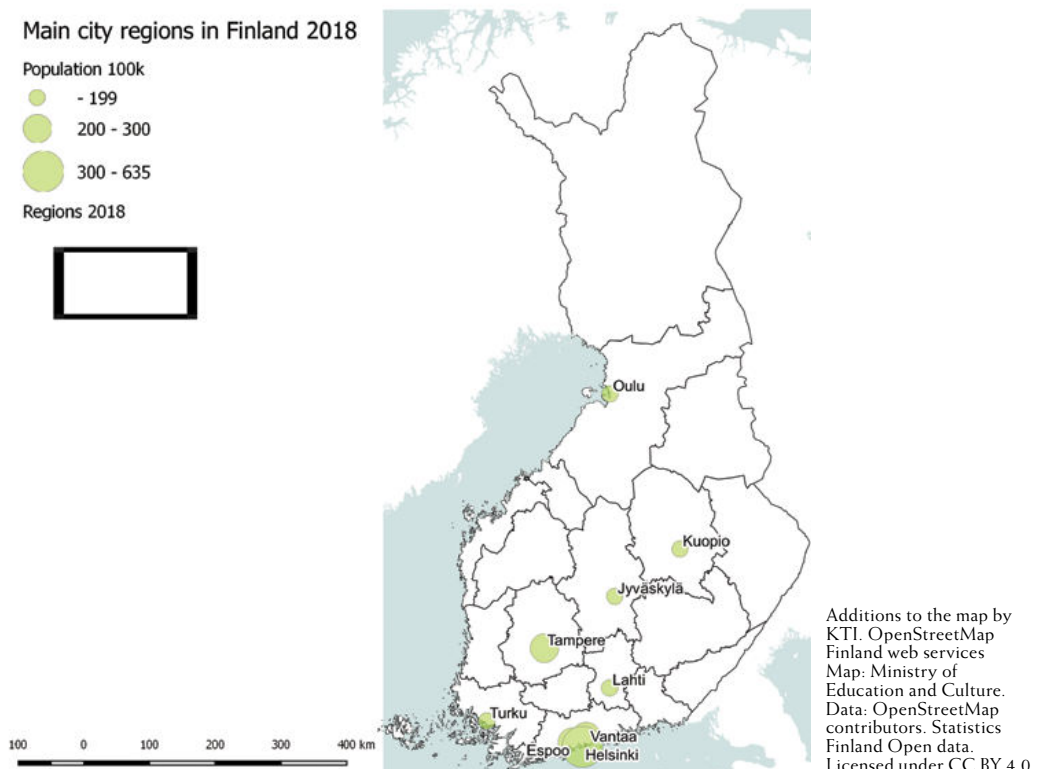 Main city regions in Finland 2018
Population 100k
- 199
200 - 300
300 - 635
Regions 2018
Oulu
Kuopio
Jyväskylä
Tampere
Lahti
Turku
Vantaa
Espoo
Helsinki
100 0 100 200 300 400 km
Additions to the map by
KTI. OpenStreetMap
Finland web services
Map: Ministry of
Education and Culture.
Data: OpenStreetMap
contributors. Statistics
Finland Open data.
Licensed under CC BY 4.0